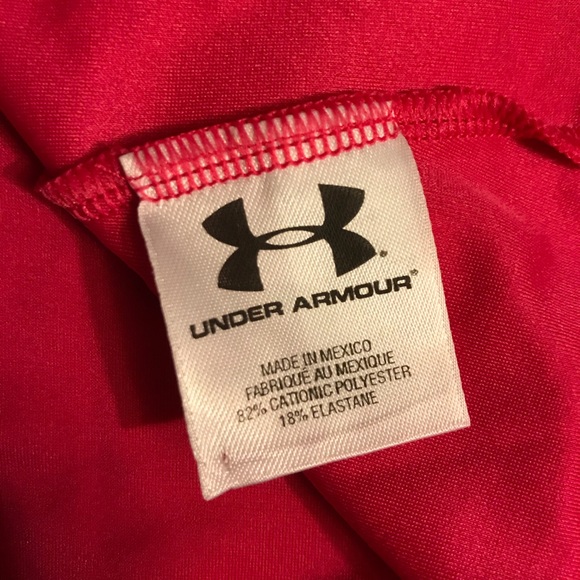 UNDER ARMOUR®
MADE IN MEXICO
FABRIQUÉ AU MEXIQUE
82% CATIONIC POLYESTER
18% ELASTANE